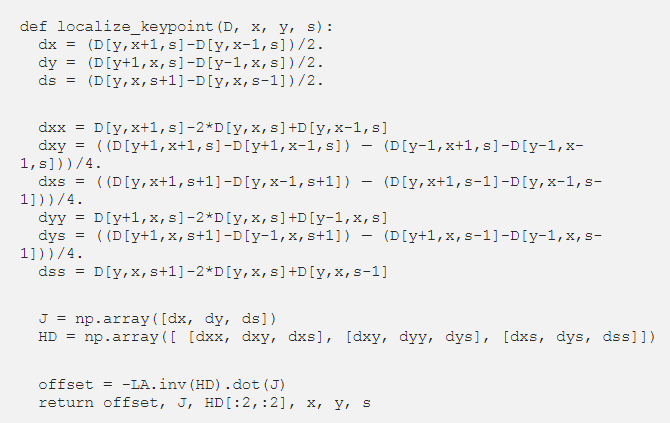 def localize_keypoint(D, x, y, s):
  dx = (D[y,x+1,s]-D[y,x-1,s])/2.
  dy = (D[y+1,x,s]-D[y-1,x,s])/2.
  ds = (D[y,x,s+1]-D[y,x,s-1])/2.
  dxx = D[y,x+1,s]-2*D[y,x,s]+D[y,x-1,s]
  dxy = ((D[y+1,x+1,s]-D[y+1,x-1,s]) – (D[y-1,x+1,s]-D[y-1,x-
1,s]))/4.
  dxs = ((D[y,x+1,s+1]-D[y,x-1,s+1]) – (D[y,x+1,s-1]-D[y,x-1,s-
1]))/4.
  dyy = D[y+1,x,s]-2*D[y,x,s]+D[y-1,x,s]
  dys = ((D[y+1,x,s+1]-D[y-1,x,s+1]) – (D[y+1,x,s-1]-D[y-1,x,s-
1]))/4.
  dss = D[y,x,s+1]-2*D[y,x,s]+D[y,x,s-1]
  J = np.array([dx, dy, ds])
  HD = np.array([ [dxx, dxy, dxs], [dxy, dyy, dys], [dxs, dys, dss]])
  offset = -LA.inv(HD).dot(J)
  return offset, J, HD[:2,:2], x, y, s